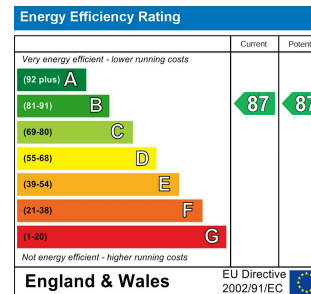 Energy Efficiency Rating
Current Potent
Very energy efficient - lower running costs
(92 plus) A
(81-91) B 87 87
(69-80) C
(55-68) D
(39-54) E
(21-38) F
(1-20) G
Not energy efficient - higher running costs
England & Wales
EU Directive
2002/91/EC